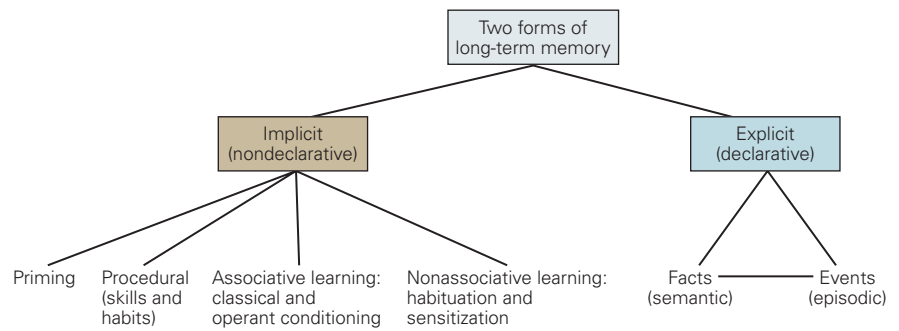 Two forms of
long-term memory
Implicit
(nondeclarative)
Explicit
(declarative)
Priming
Procedural
(skills and
habits)
Associative learning:
classical and
operant conditioning
Nonassociative learning:
habituation and
sensitization
Facts
(semantic)
Events
(episodic)